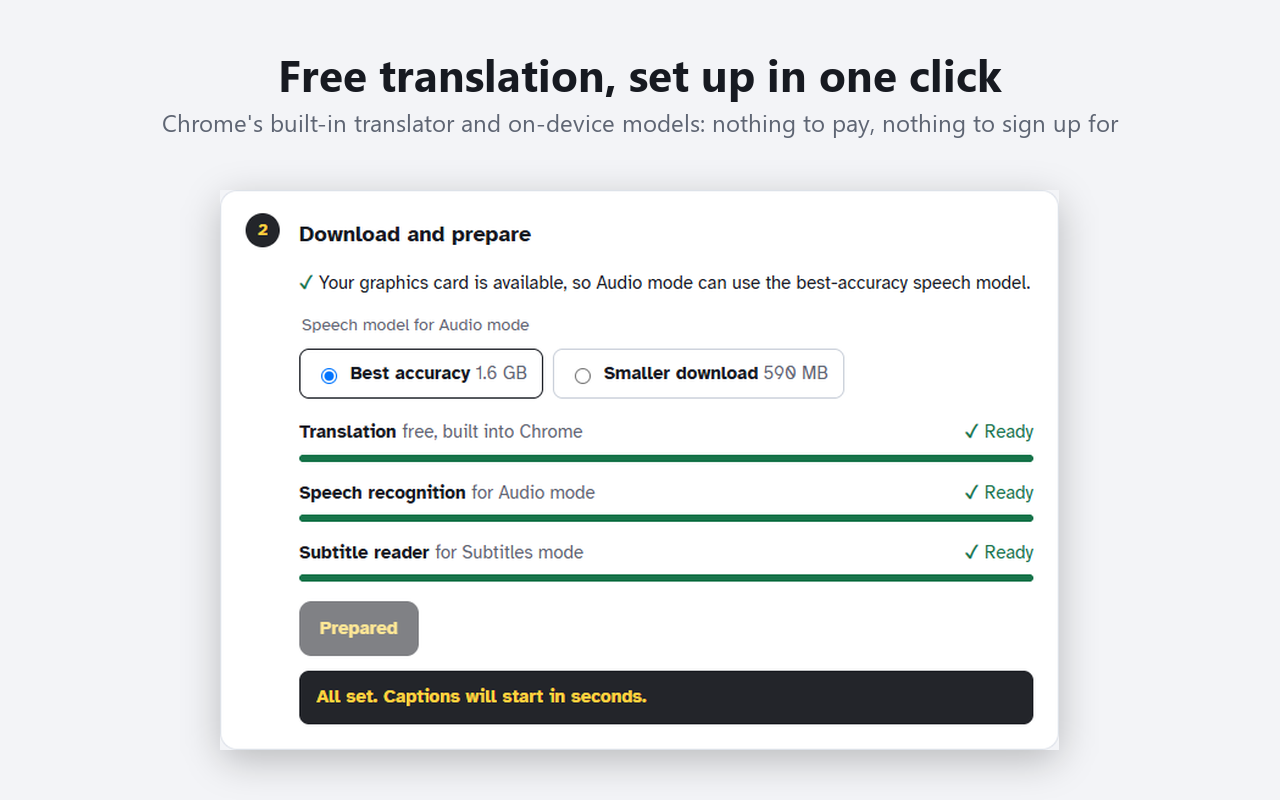 Free translation, set up in one click
Chrome's built-in translator and on-device models: nothing to pay, nothing to sign up for
2
Download and prepare
✓ Your graphics card is available, so Audio mode can use the best-accuracy speech model.
Speech model for Audio mode
Best accuracy 1.6 GB
Smaller download 590 MB
Translation free, built into Chrome
✓ Ready
Speech recognition for Audio mode
✓ Ready
Subtitle reader for Subtitles mode
✓ Ready
Prepared
All set. Captions will start in seconds.